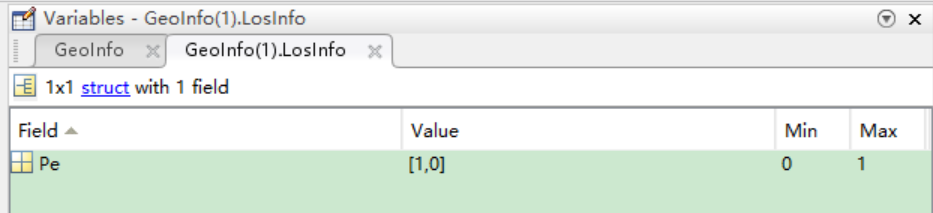 Variables - GeoInfo(1).LosInfo
GeoInfo GeoInfo(1).LosInfo
1x1 struct with 1 field
Field Value Min Max
Pe [1,0] 0 1